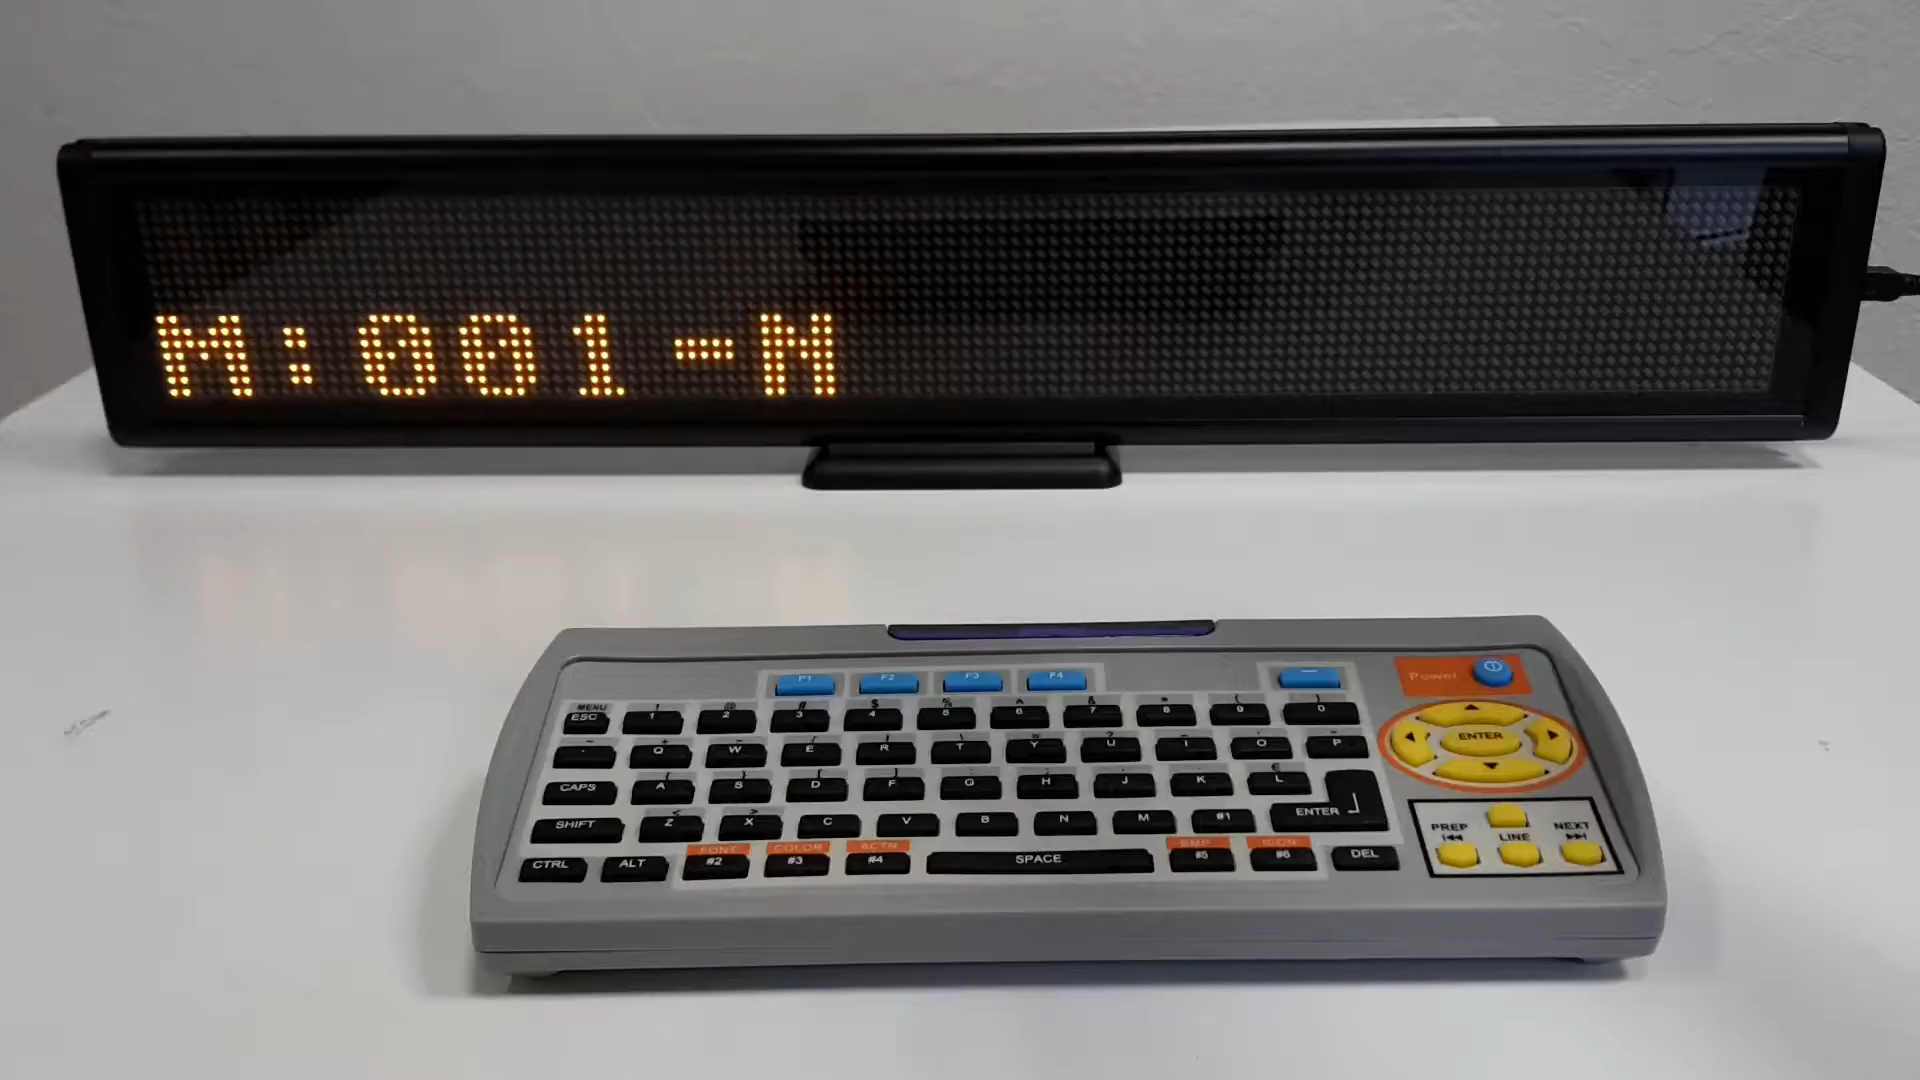 M:001-N
F1 F2 F3 F4
Power
MENU ! @ # $ % ^ & * ( )
ESC 1 2 3 4 5 6 7 8 9 0
Q W E R T Y U I O P
ENTER
CAPS A S D F G H J K L
SHIFT Z X C V B N M #1 ENTER
PREP LINE NEXT
FONT COLOR ACTN BMP ICON
CTRL ALT #2 #3 #4 SPACE #5 #6 DEL